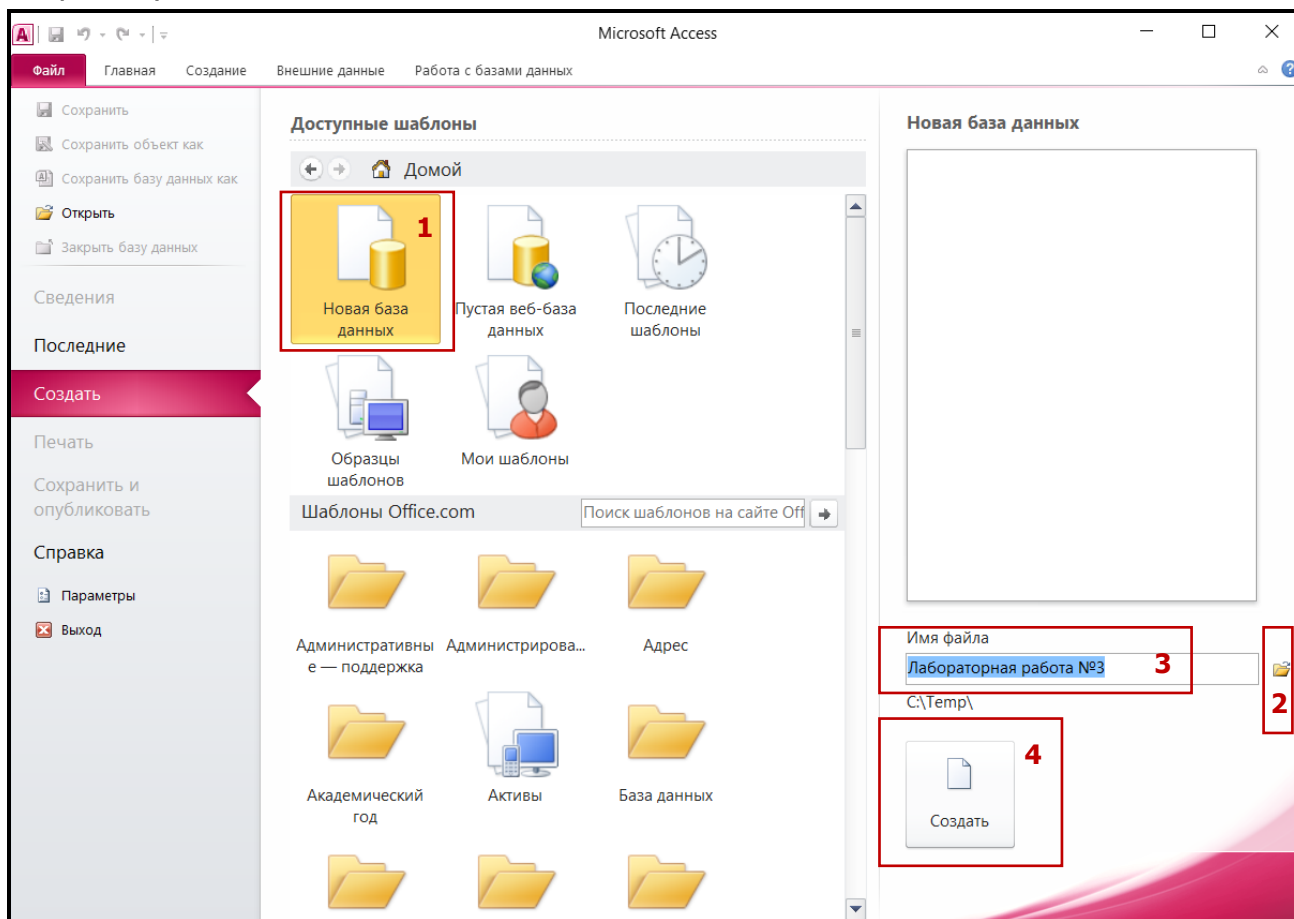 Microsoft Access
Файл Главная Создание Внешние данные Работа с базами данных
Сохранить
Сохранить объект как
Сохранить базу данных как
Открыть
Закрыть базу данных
Сведения
Последние
Создать
Печать
Сохранить и
опубликовать
Справка
Параметры
Выход
Доступные шаблоны
Домой
1
Новая база
данных
Пустая веб-база
данных
Последние
шаблоны
Образцы
шаблонов
Мои шаблоны
Шаблоны Office.com
Поиск шаблонов на сайте Off
Административны
е — поддержка
Администрирова...
Адрес
Академический
год
Активы
База данных
Новая база данных
Имя файла
Лабораторная работа №3
3
2
C:\Temp\
4
Создать